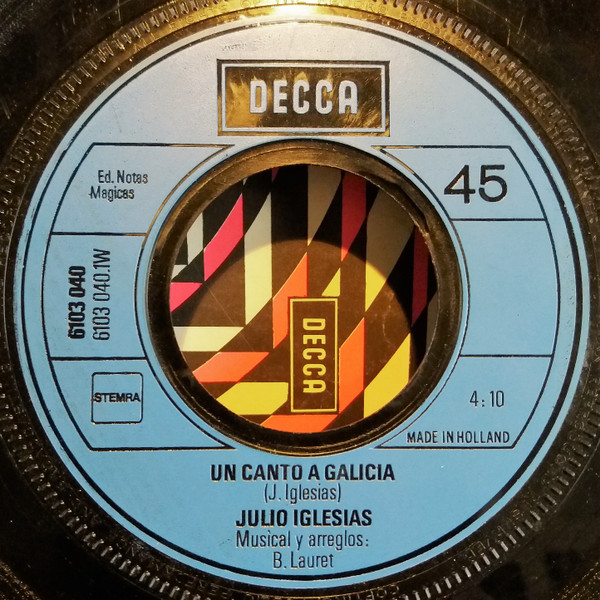 DECCA
Ed. Notas
Magicas
45
6103 040
6103 040.1W
DECCA
STEMRA
4:10
MADE IN HOLLAND
UN CANTO A GALICIA
(J. Iglesias)
JULIO IGLESIAS
Musical y arreglos:
B. Lauret